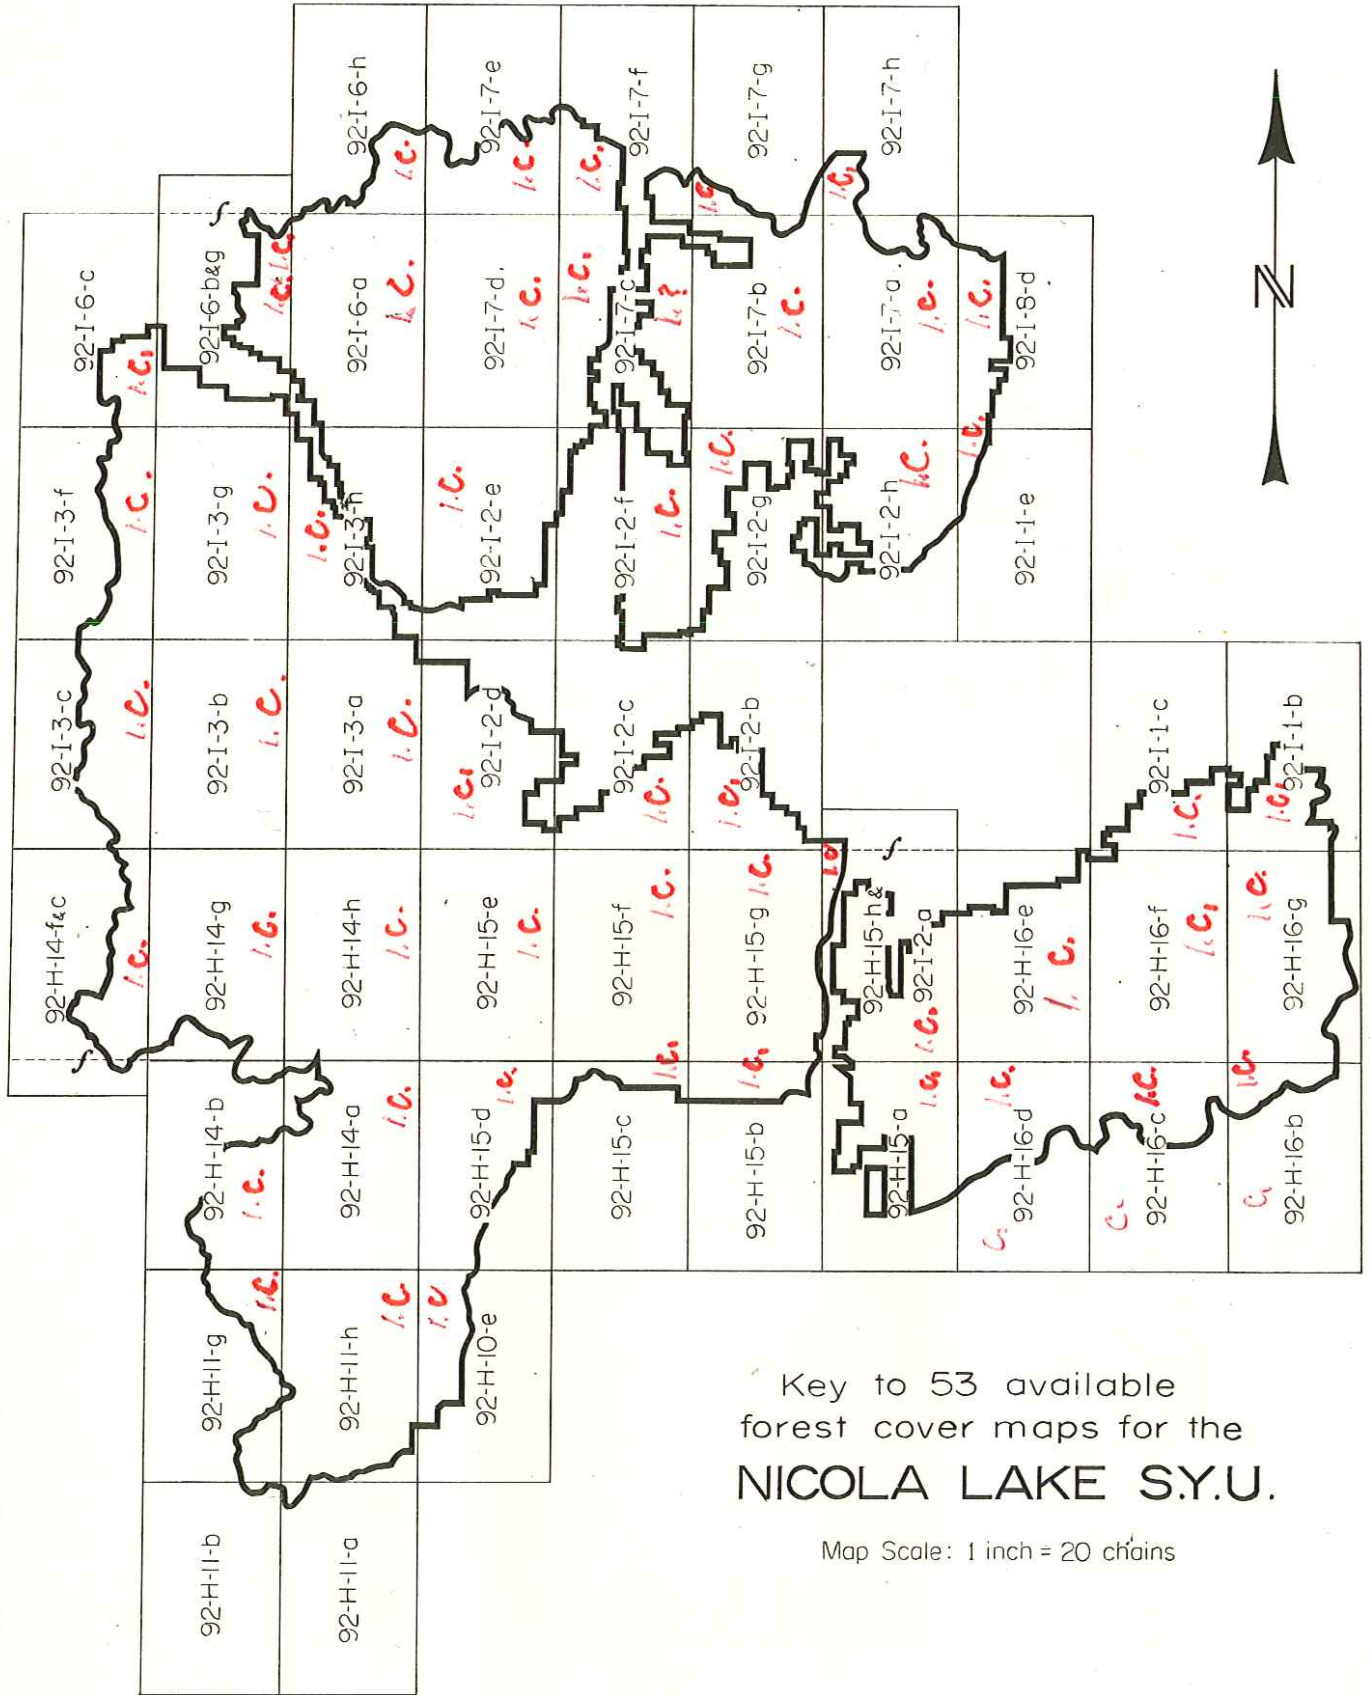 92-I-6-h
92-I-7-e
92-I-7-f
92-I-7-g
92-I-7-h
I.C.
I.C.
I.C.
I.C
I.C,
92-I-6-c
92-I-6-b&g
92-I-6-a
92-I-7-d
92-I-7-c
92-I-7-b
92-I-7-a
92-I-8-d
I.C,
I.C. I.C.
I.C.
I.C.
I.C.
I. ?
I.C.
I.C.
I.C.
N
92-I-3-f
92-I-3-g
92-I-3-h
92-I-2-e
92-I-2-f
92-I-2-g
92-I-2-h
92-I-1-e
I.C.
I.C.
I.C.
I.C.
I.C.
I.C.
I.C.
I.C.
92-I-3-c
92-I-3-b
92-I-3-a
92-I-2-d
92-I-2-c
92-I-2-b
92-I-1-c
92-I-1-b
I.C.
I.C.
I.C.
I.C,
I.C.
I.C,
I.C.
I.C,
92-H-14-f&c
92-H-14-g
92-H-14-h
92-H-15-e
92-H-15-f
92-H-15-g
92-H-15-h &
92-I-2-a
92-H-16-e
92-H-16-f
92-H-16-g
I.C.
I.C.
I.C.
I.C.
I.C.
I.C.
I.C
I.C.
I. C.
I.C,
I.C.
92-H-14-b
92-H-14-a
92-H-15-d
92-H-15-c
92-H-15-b
92-H-15-a
92-H-16-d
92-H-16-c
92-H-16-b
I.C.
I.C.
I.C.
I.C,
I.C,
I.C,
I.C.
I.C.
I.C.
C.
C.
C.
92-H-11-g
92-H-11-h
92-H-10-e
I.C.
I.C
I.C
92-H-11-b
92-H-11-a
Key to 53 available
forest cover maps for the
NICOLA LAKE S.Y.U.
Map Scale: 1 inch = 20 chains